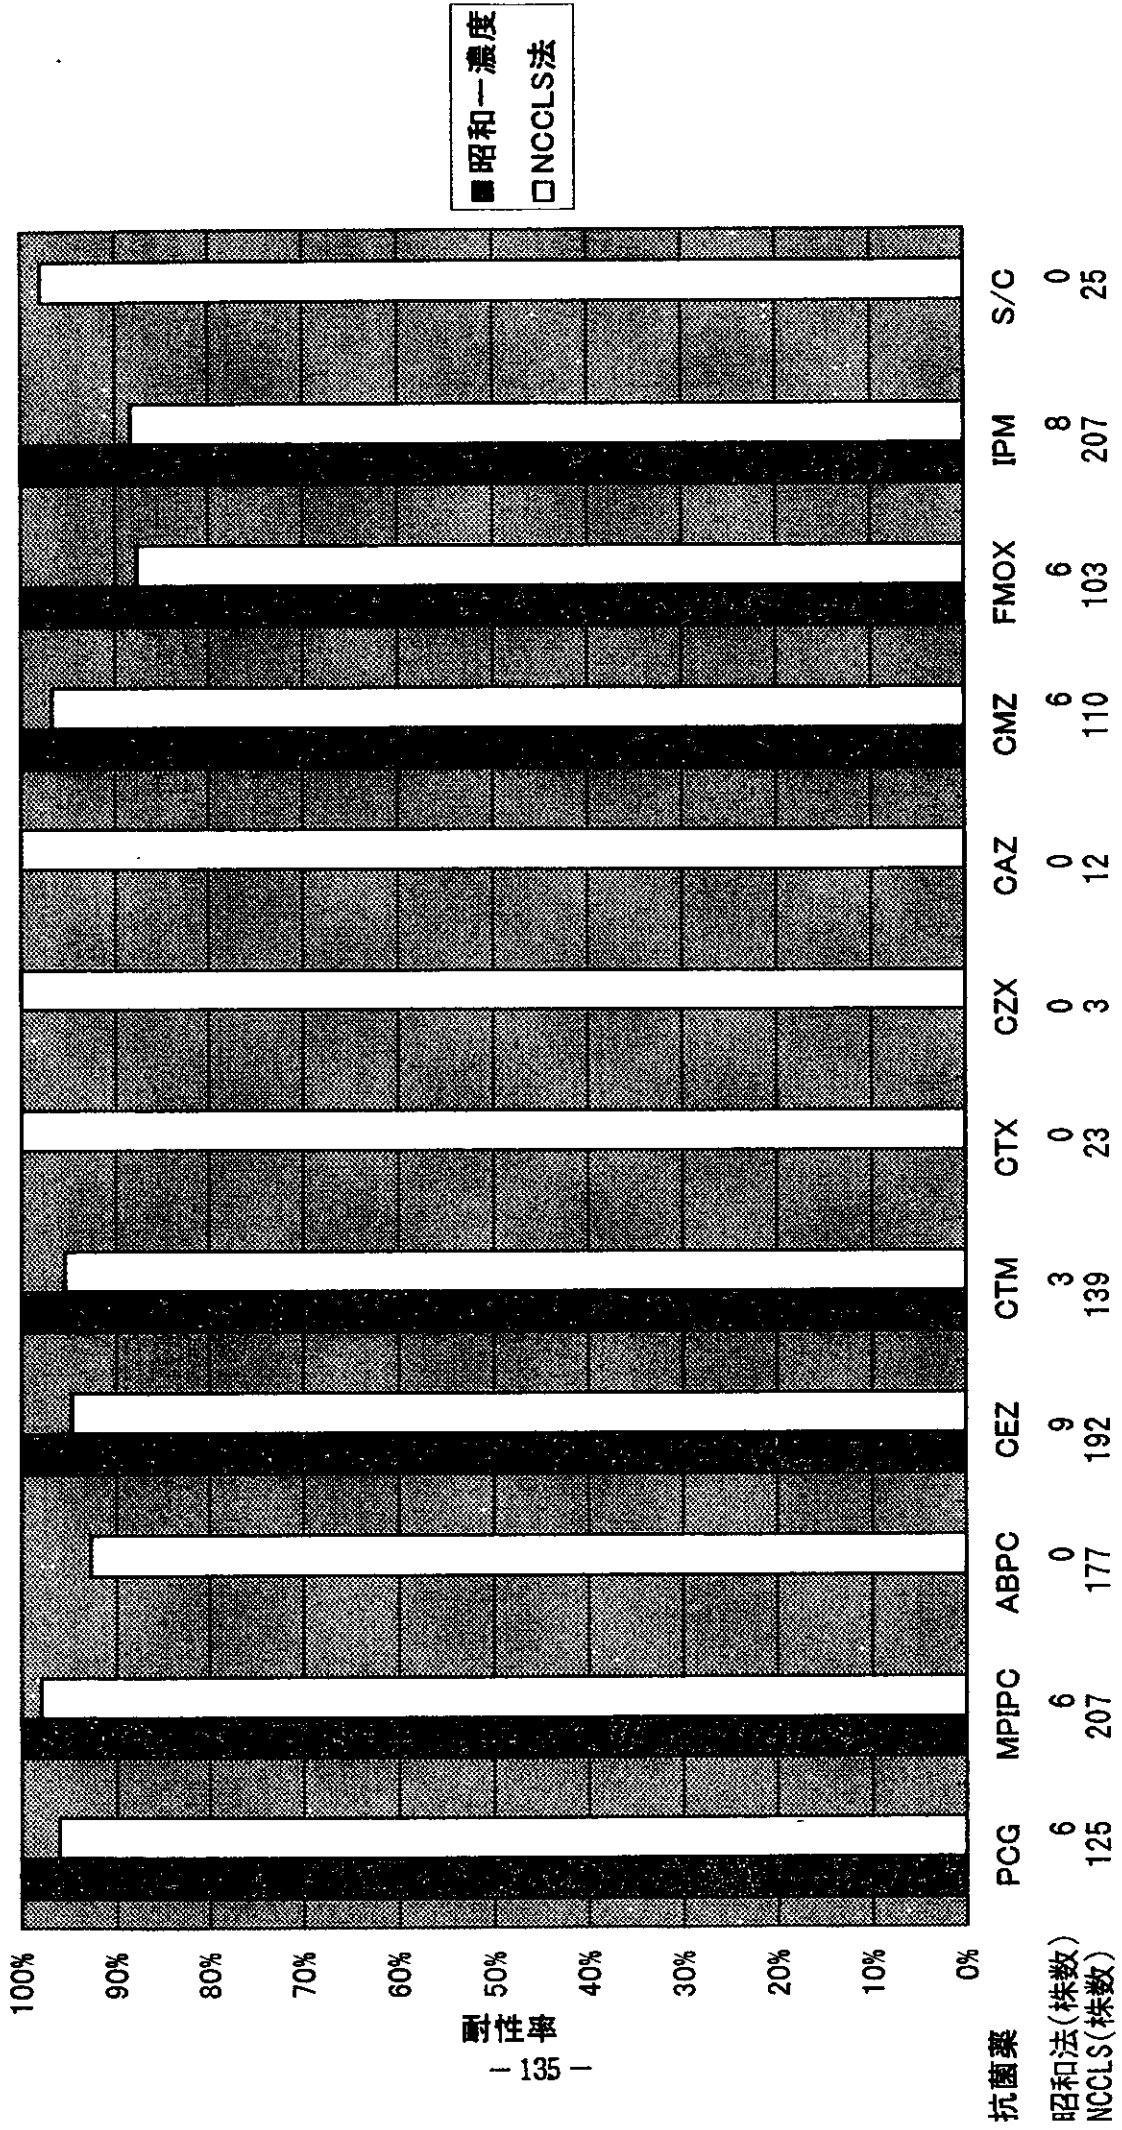 ■昭和一濃度
□NCCLS法
100%
90%
80%
70%
60%
50%
40%
30%
20%
10%
0%
耐性率
抗菌薬 PCG MPIPC ABPC CEZ CTM CTX CZX CAZ CMZ FMOX IPM S/C
昭和法(株数) 6 6 0 9 3 0 0 0 6 6 8 0
NCCLS(株数) 125 207 177 192 139 23 3 12 110 103 207 25
— 135 —